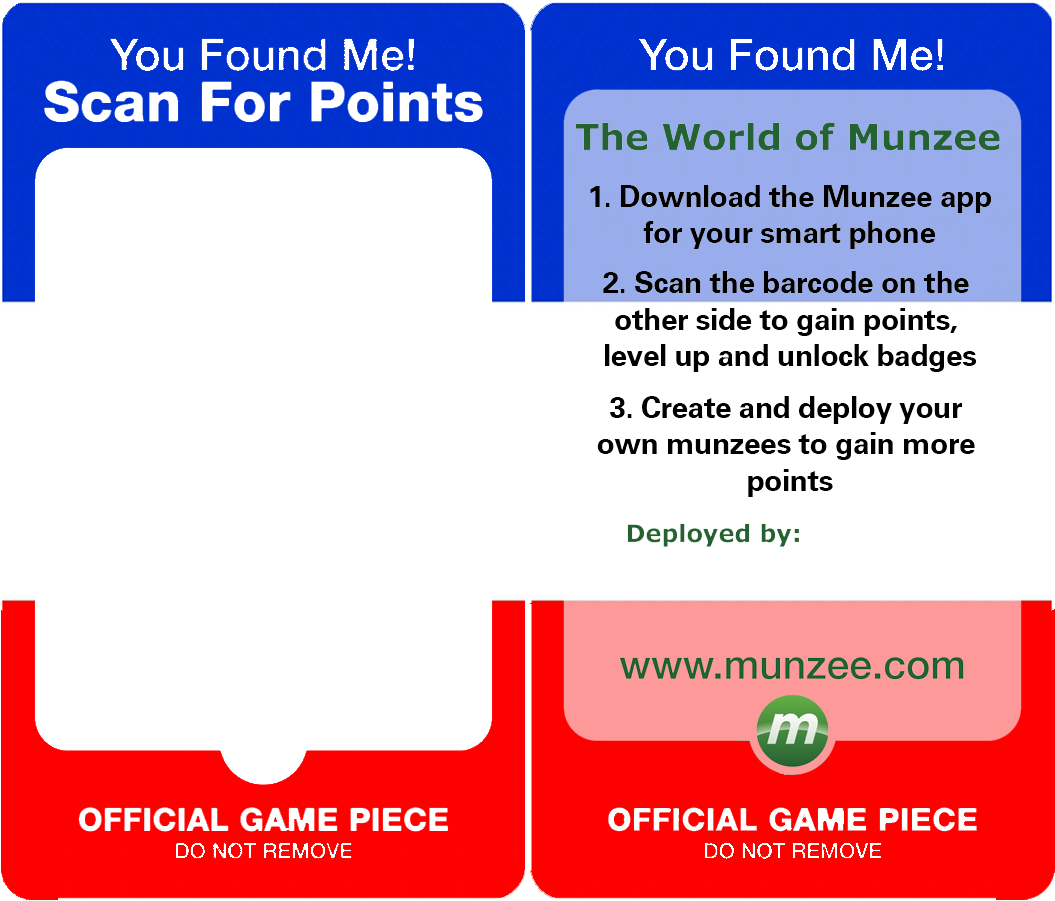 You Found Me!
Scan For Points
OFFICIAL GAME PIECE
DO NOT REMOVE
You Found Me!
The World of Munzee
1. Download the Munzee app
for your smart phone
2. Scan the barcode on the
other side to gain points,
level up and unlock badges
3. Create and deploy your
own munzees to gain more
points
Deployed by:
www.munzee.com
m
OFFICIAL GAME PIECE
DO NOT REMOVE